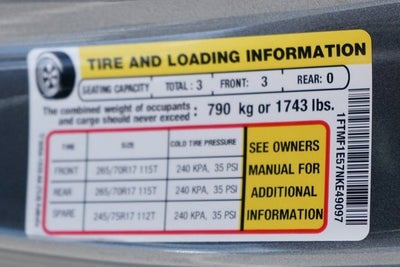 TIRE AND LOADING INFORMATION
SEATING CAPACITY TOTAL: 3 FRONT: 3 REAR: 0
The combined weight of occupants and cargo should never exceed : 790 kg or 1743 lbs.
TIRE SIZE COLD TIRE PRESSURE
FRONT 265/70R17 115T 240 KPA, 35 PSI
REAR 265/70R17 115T 240 KPA, 35 PSI
SPARE 245/75R17 112T 240 KPA, 35 PSI
SEE OWNERS
MANUAL FOR
ADDITIONAL
INFORMATION
1FTMF1E57NKE49097